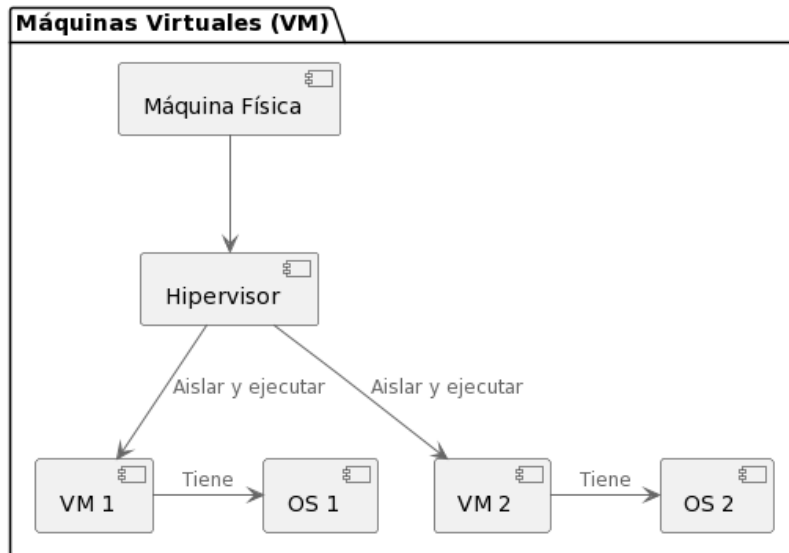 Máquinas Virtuales (VM)
Máquina Física
Hipervisor
Aislar y ejecutar
Aislar y ejecutar
VM 1
Tiene
OS 1
VM 2
Tiene
OS 2